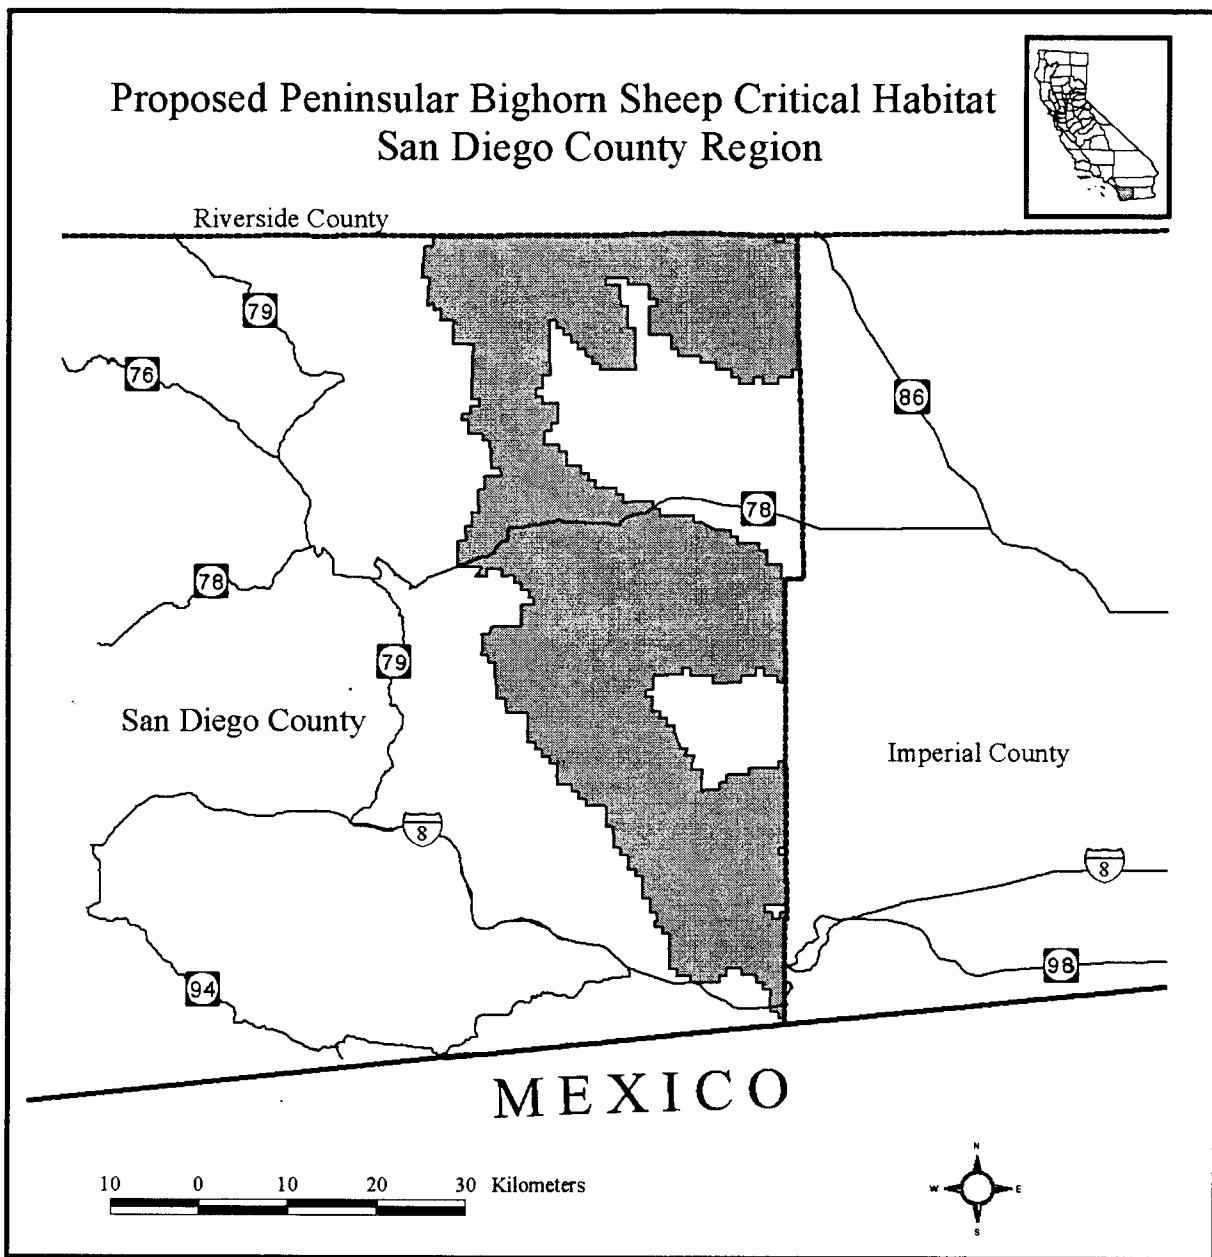 Proposed Peninsular Bighorn Sheep Critical Habitat
San Diego County Region
Riverside County
79
76
86
78
78
79
San Diego County
Imperial County
8
8
98
94
MEXICO
10 0 10 20 30 Kilometers
N
W E
S